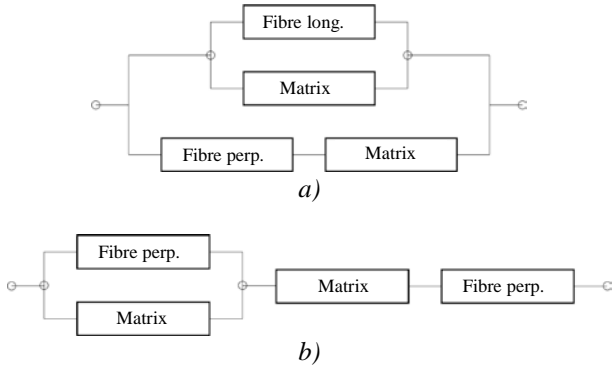 Fibre long.
Matrix
Fibre perp.
Matrix
a)
Fibre perp.
Matrix
Matrix
Fibre perp.
b)